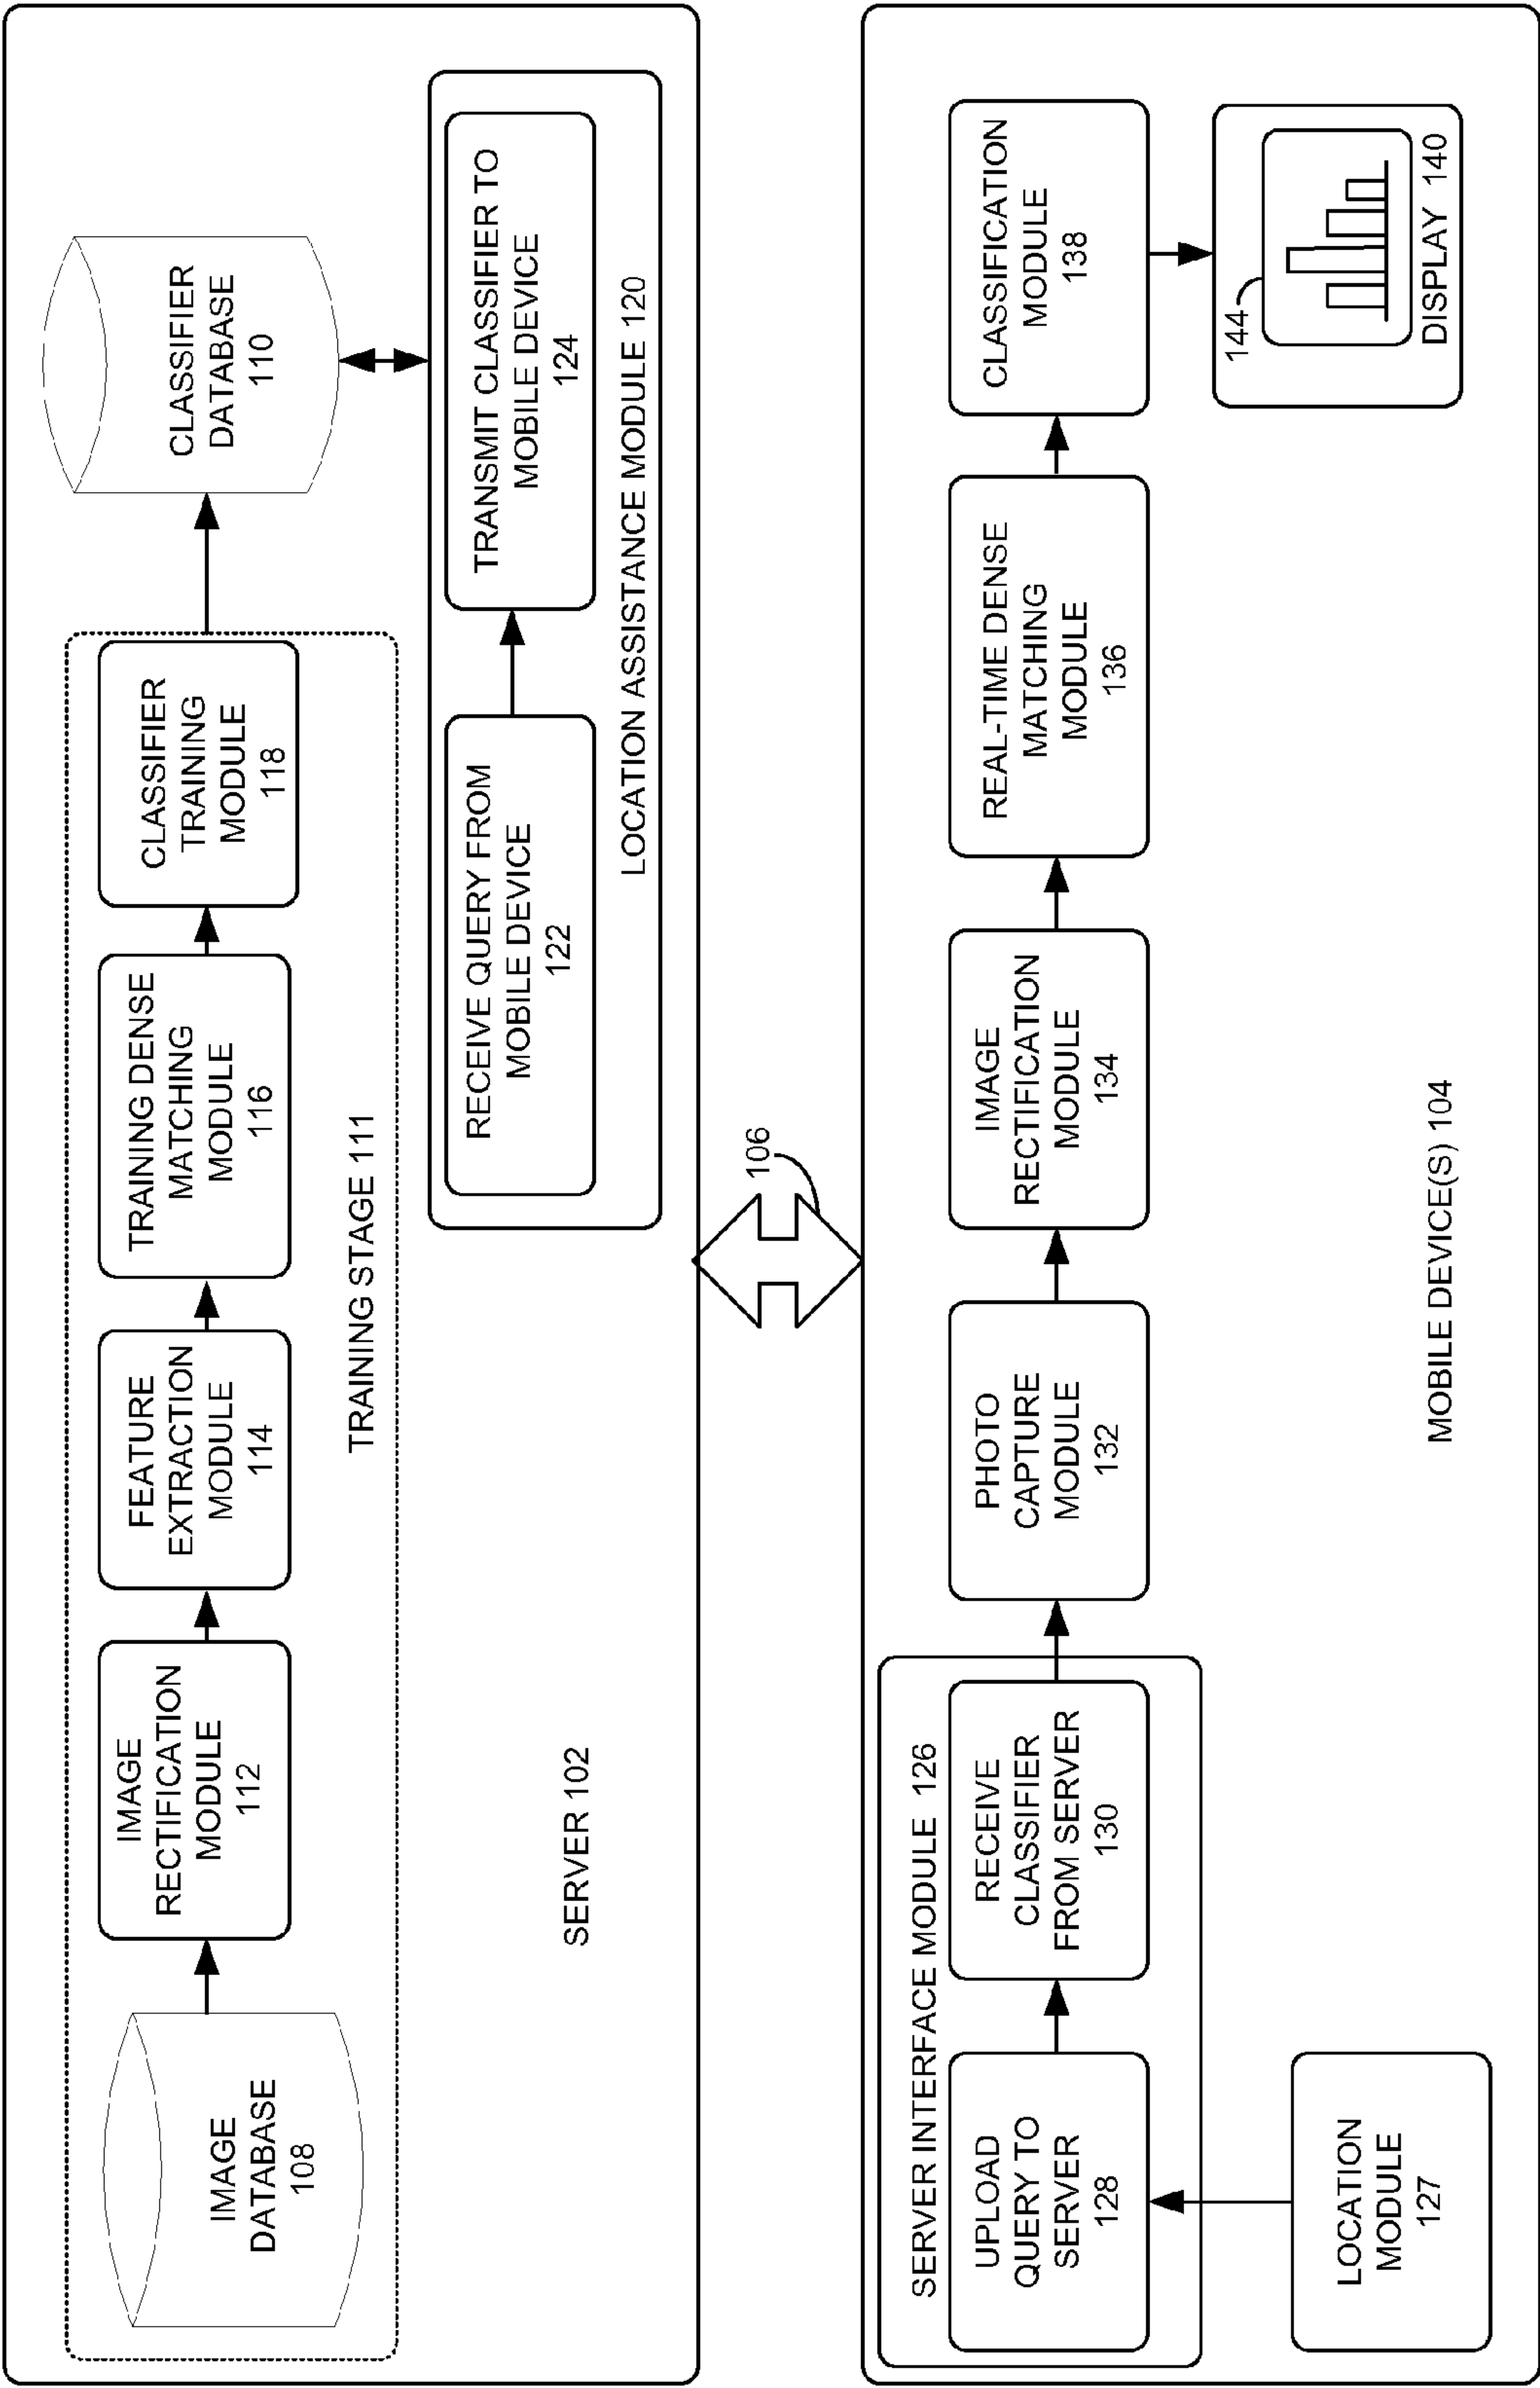 IMAGE
DATABASE
108
IMAGE
RECTIFICATION
MODULE
112
FEATURE
EXTRACTION
MODULE
114
TRAINING DENSE
MATCHING
MODULE
116
CLASSIFIER
TRAINING
MODULE
118
CLASSIFIER
DATABASE
110
TRAINING STAGE 111
RECEIVE QUERY FROM
MOBILE DEVICE
122
TRANSMIT CLASSIFIER TO
MOBILE DEVICE
124
LOCATION ASSISTANCE MODULE 120
SERVER 102
106
SERVER INTERFACE MODULE 126
UPLOAD
QUERY TO
SERVER
128
RECEIVE
CLASSIFIER
FROM SERVER
130
PHOTO
CAPTURE
MODULE
132
IMAGE
RECTIFICATION
MODULE
134
REAL-TIME DENSE
MATCHING
MODULE
136
CLASSIFICATION
MODULE
138
144
DISPLAY 140
LOCATION
MODULE
127
MOBILE DEVICE(S) 104